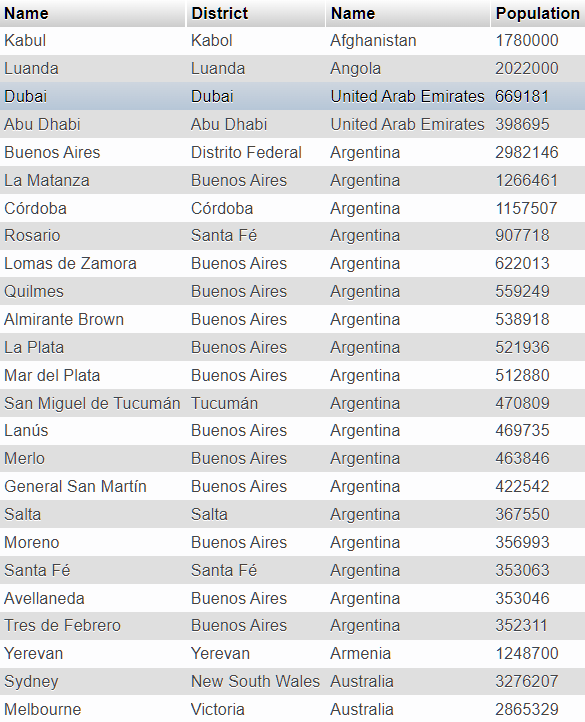 Name District Name Population
Kabul Kabol Afghanistan 1780000
Luanda Luanda Angola 2022000
Dubai Dubai United Arab Emirates 669181
Abu Dhabi Abu Dhabi United Arab Emirates 398695
Buenos Aires Distrito Federal Argentina 2982146
La Matanza Buenos Aires Argentina 1266461
Córdoba Córdoba Argentina 1157507
Rosario Santa Fé Argentina 907718
Lomas de Zamora Buenos Aires Argentina 622013
Quilmes Buenos Aires Argentina 559249
Almirante Brown Buenos Aires Argentina 538918
La Plata Buenos Aires Argentina 521936
Mar del Plata Buenos Aires Argentina 512880
San Miguel de Tucumán Tucumán Argentina 470809
Lanús Buenos Aires Argentina 469735
Merlo Buenos Aires Argentina 463846
General San Martín Buenos Aires Argentina 422542
Salta Salta Argentina 367550
Moreno Buenos Aires Argentina 356993
Santa Fé Santa Fé Argentina 353063
Avellaneda Buenos Aires Argentina 353046
Tres de Febrero Buenos Aires Argentina 352311
Yerevan Yerevan Armenia 1248700
Sydney New South Wales Australia 3276207
Melbourne Victoria Australia 2865329